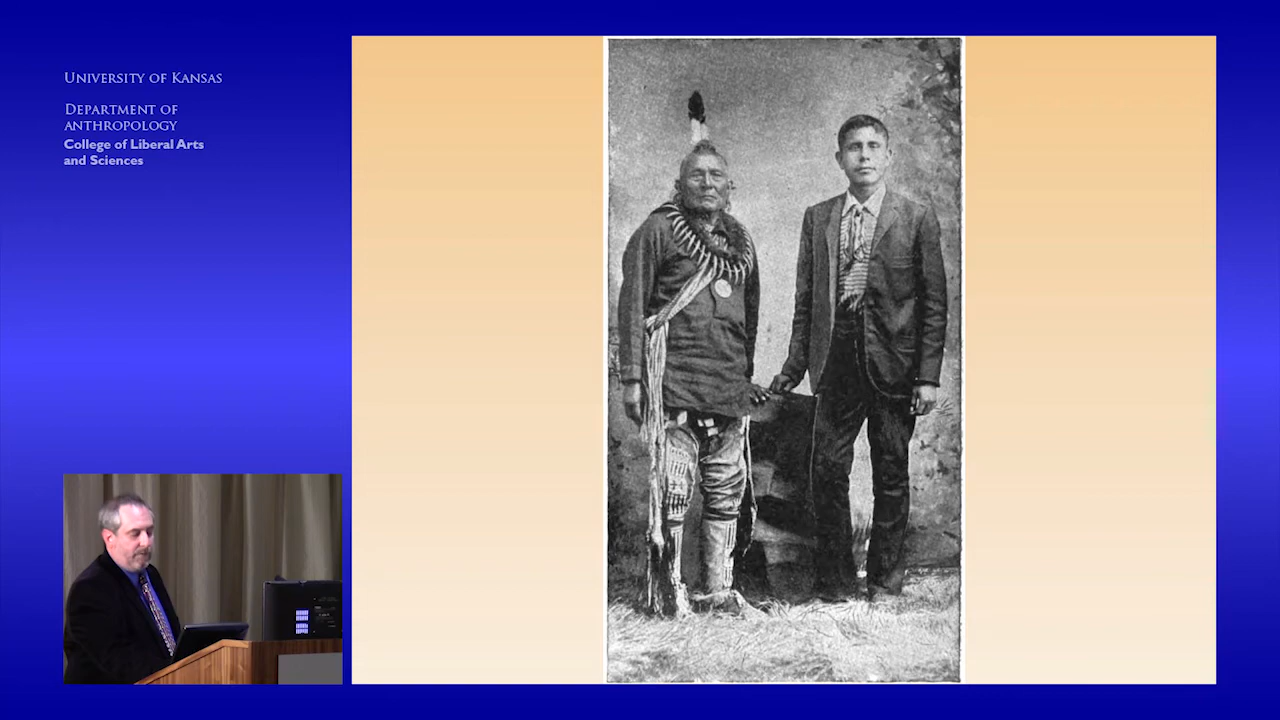 UNIVERSITY OF KANSAS
DEPARTMENT OF
ANTHROPOLOGY
College of Liberal Arts
and Sciences